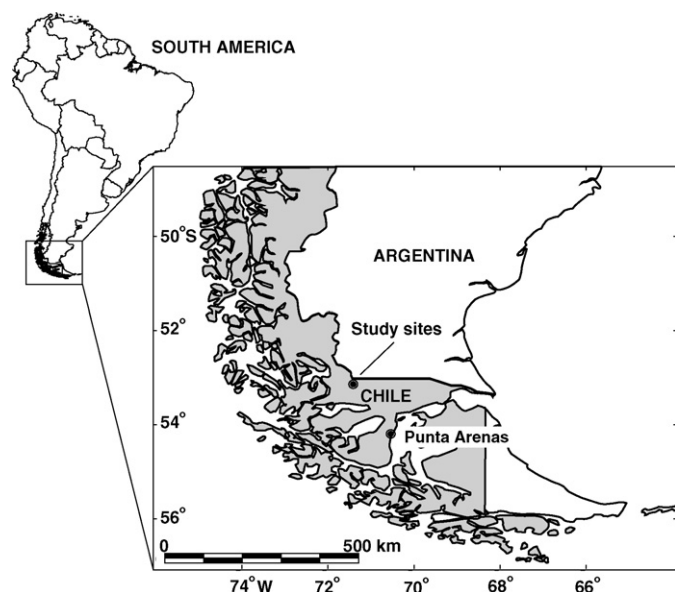 SOUTH AMERICA
50°S
ARGENTINA
52°
Study sites
CHILE
54°
Punta Arenas
56°
0
500 km
74°W
72°
70°
68°
66°